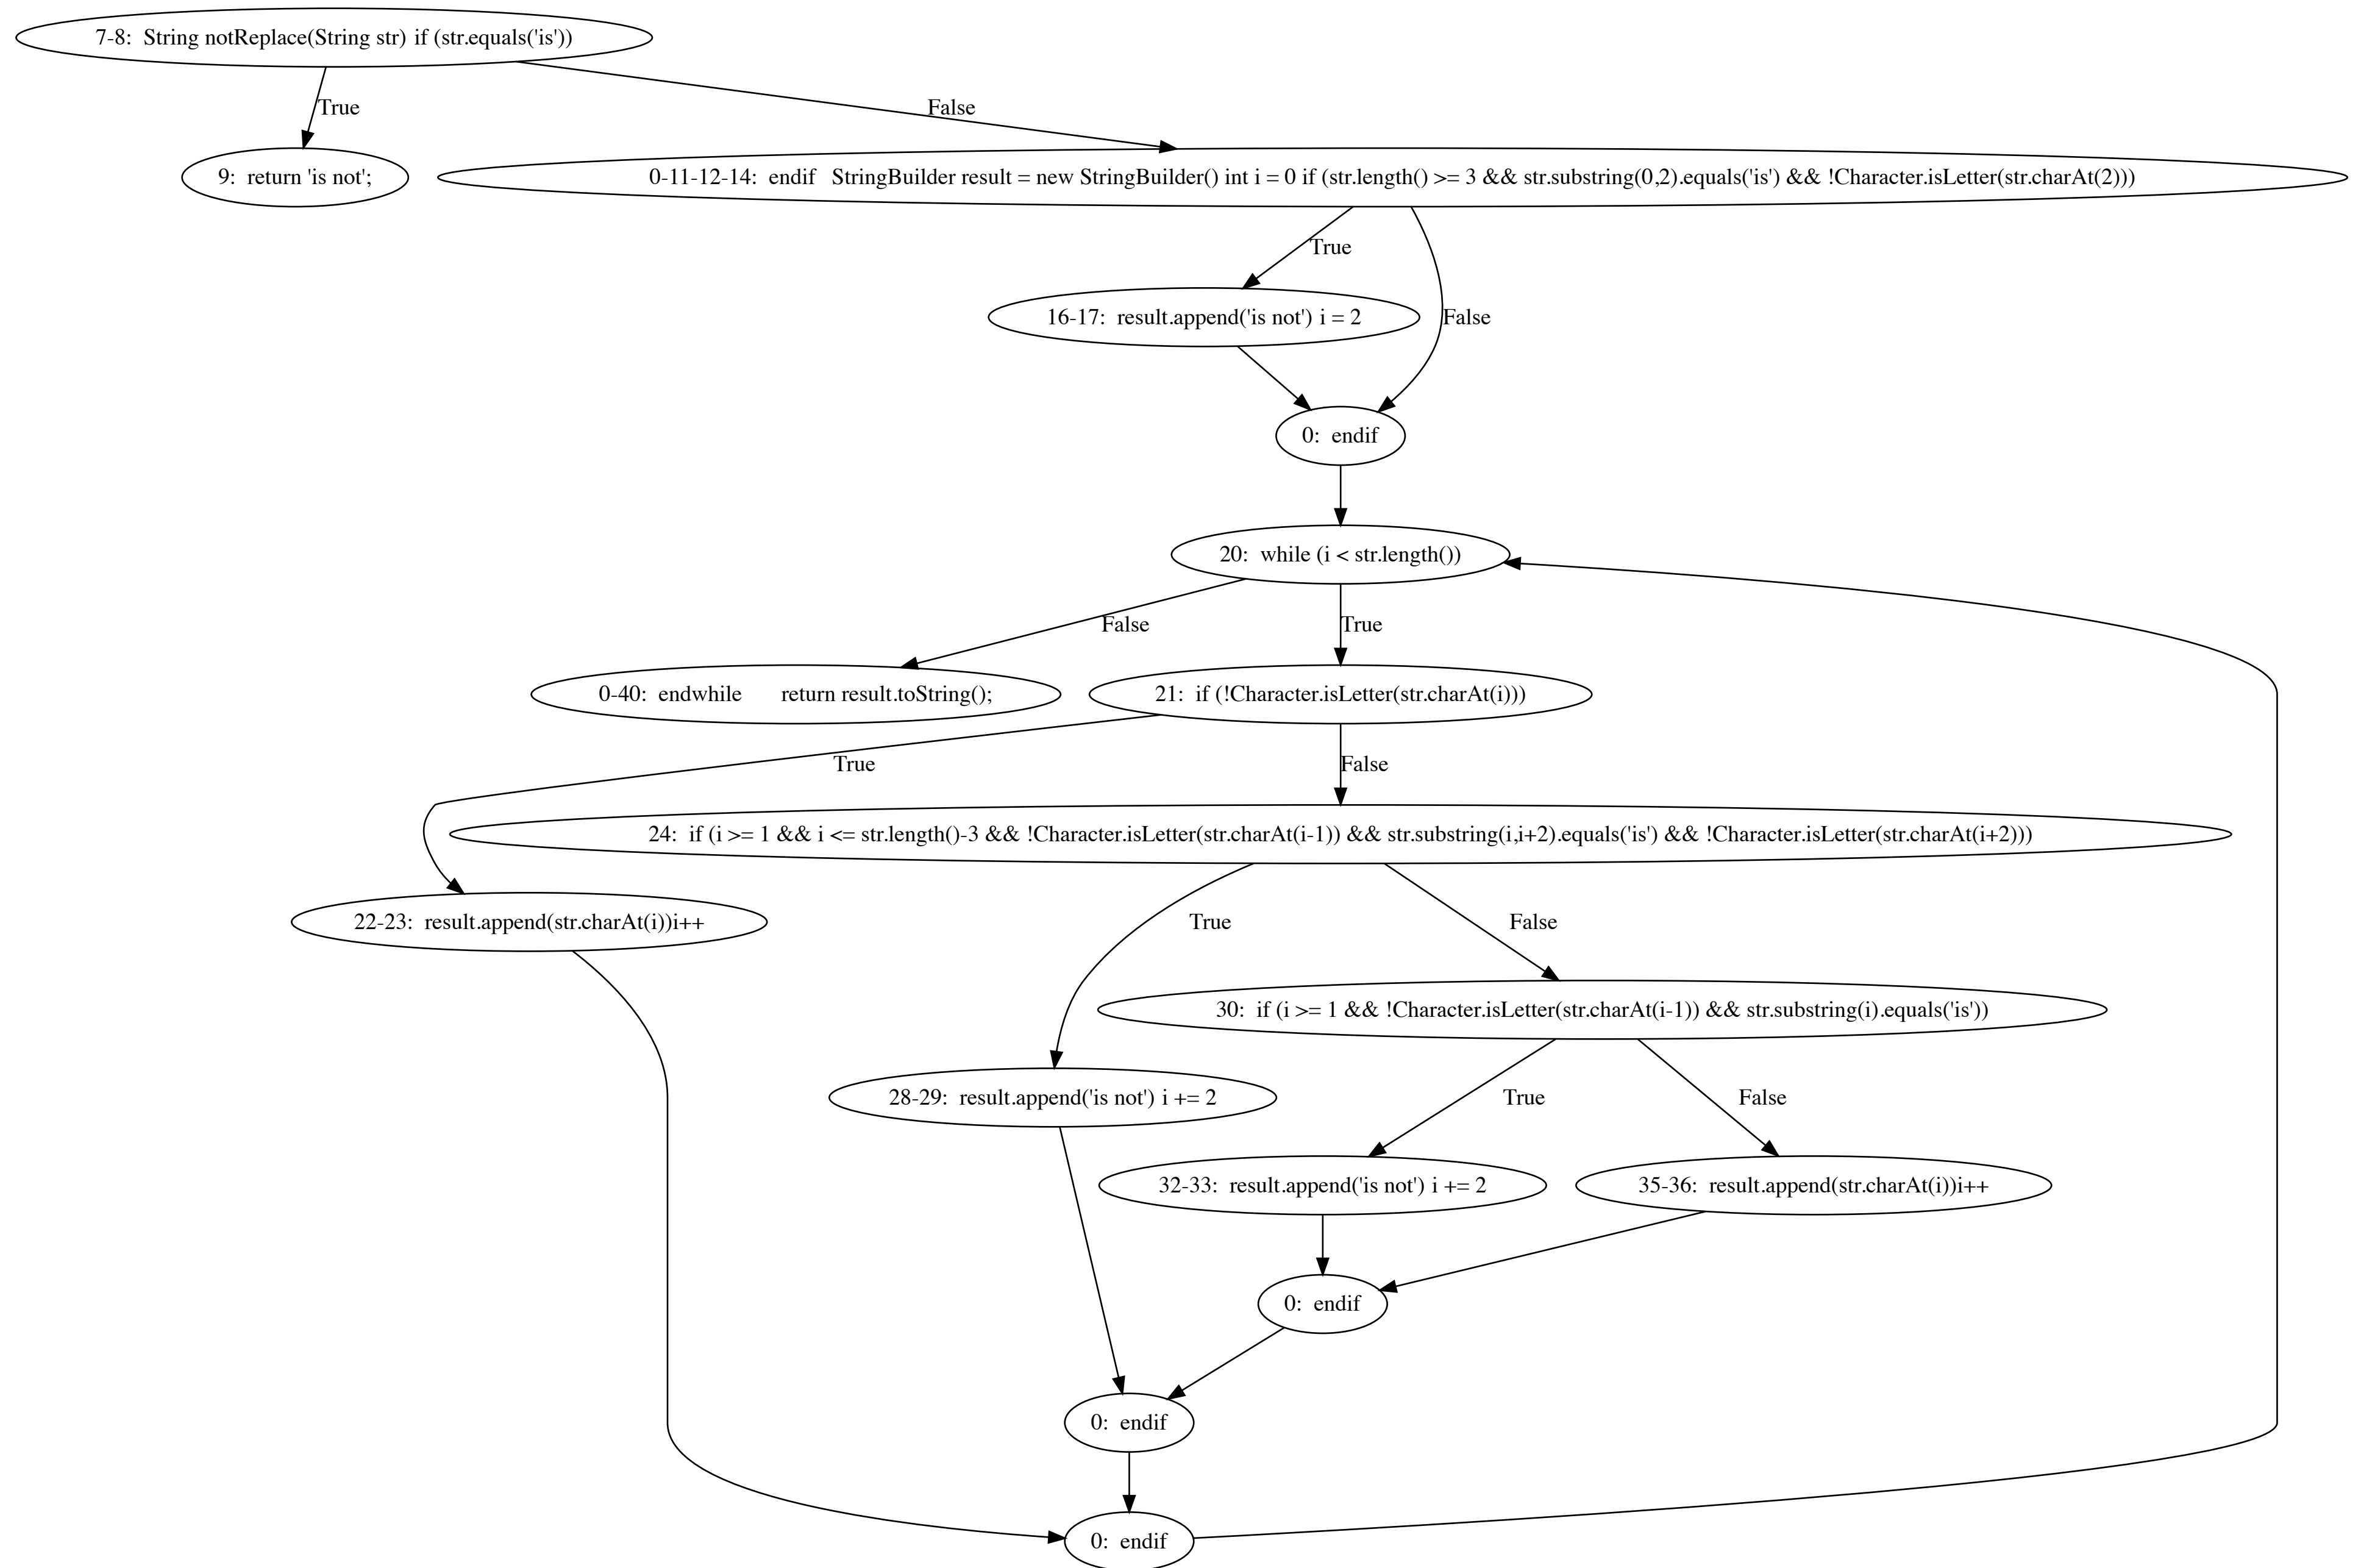 7-8:  String notReplace(String str) if (str.equals('is'))
True
False
9:  return 'is not';
0-11-12-14:  endif   StringBuilder result = new StringBuilder() int i = 0 if (str.length() >= 3 && str.substring(0,2).equals('is') && !Character.isLetter(str.charAt(2)))
True
16-17:  result.append('is not') i = 2
False
0:  endif
20:  while (i < str.length())
False
True
0-40:  endwhile      return result.toString();
21:  if (!Character.isLetter(str.charAt(i)))
True
False
24:  if (i >= 1 && i <= str.length()-3 && !Character.isLetter(str.charAt(i-1)) && str.substring(i,i+2).equals('is') && !Character.isLetter(str.charAt(i+2)))
22-23:  result.append(str.charAt(i))i++
True
False
30:  if (i >= 1 && !Character.isLetter(str.charAt(i-1)) && str.substring(i).equals('is'))
28-29:  result.append('is not') i += 2
True
False
32-33:  result.append('is not') i += 2
35-36:  result.append(str.charAt(i))i++
0:  endif
0:  endif
0:  endif